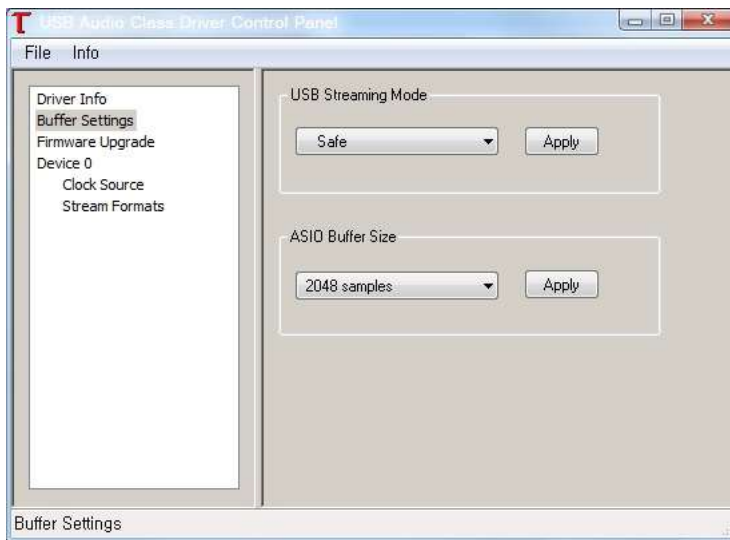 T USB Audio Class Driver Control Panel
File Info
Driver Info
Buffer Settings
Firmware Upgrade
Device 0
Clock Source
Stream Formats
USB Streaming Mode
Safe
Apply
ASIO Buffer Size
2048 samples
Apply
Buffer Settings